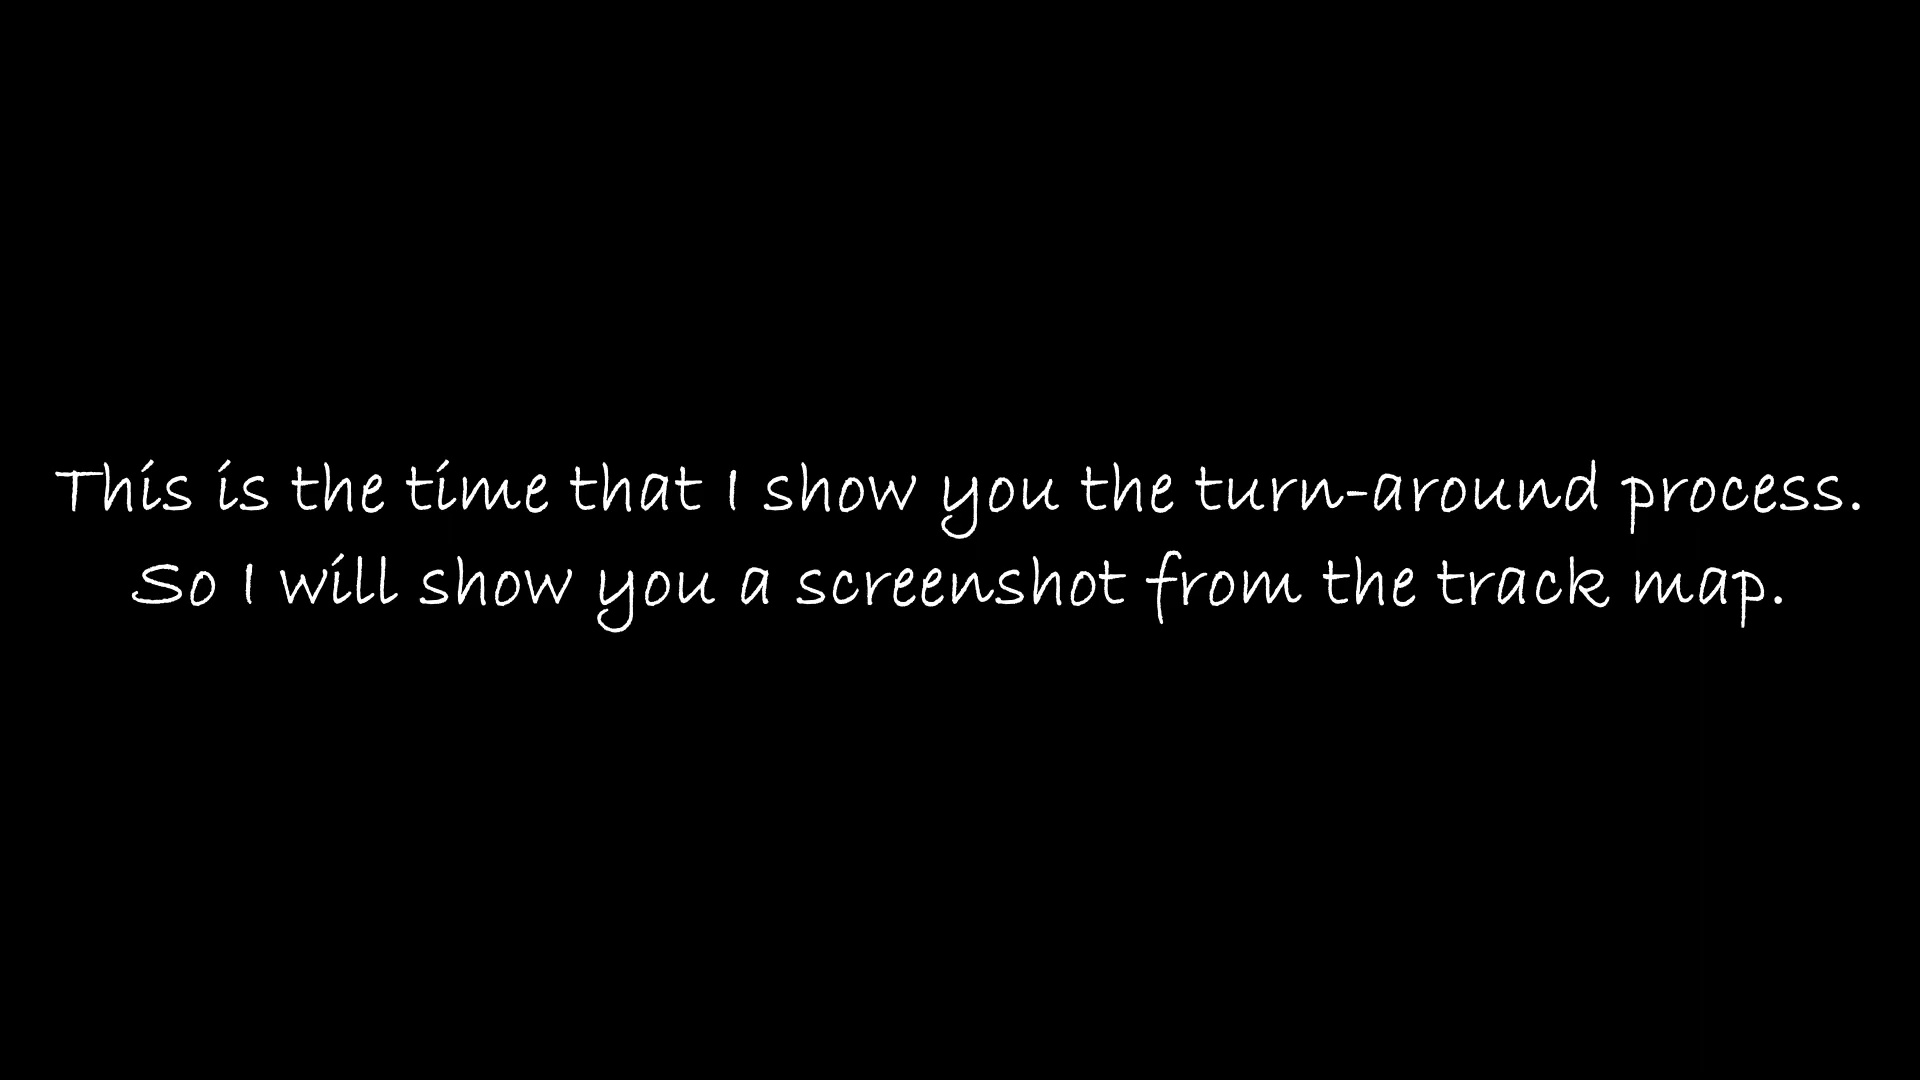 This is the time that I show you the turn-around process.
So I will show you a screenshot from the track map.